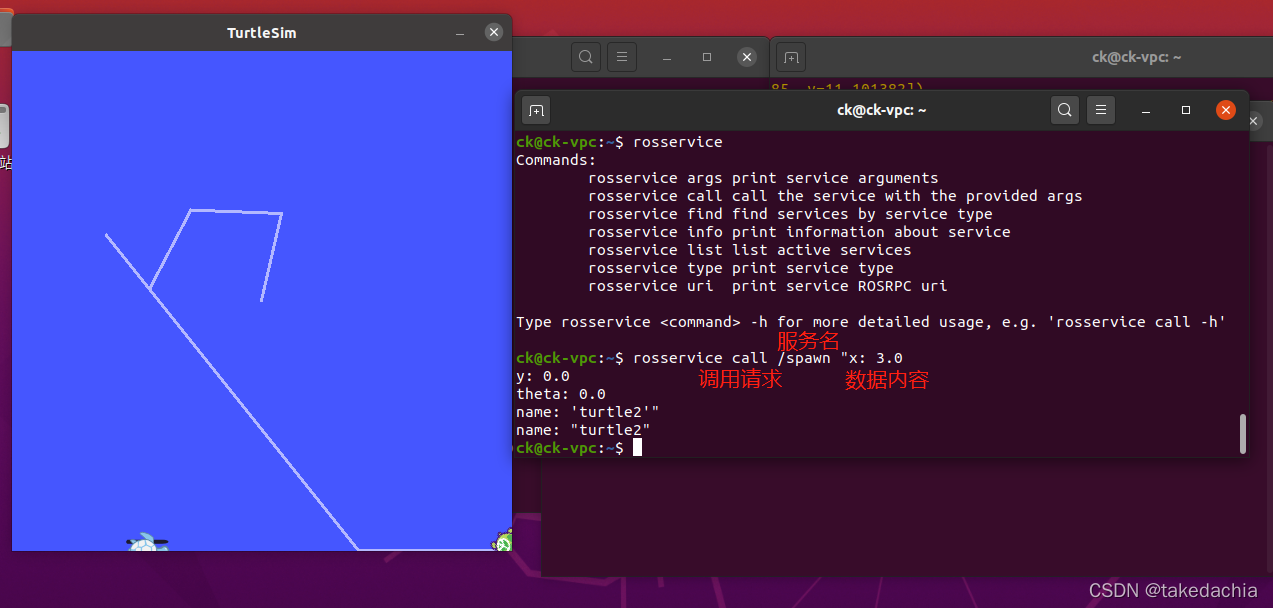 TurtleSim
ck@ck-vpc: ~
85, y=11.101382])
ck@ck-vpc: ~
站
ck@ck-vpc:~$ rosservice
Commands:
rosservice args print service arguments
rosservice call call the service with the provided args
rosservice find find services by service type
rosservice info print information about service
rosservice list list active services
rosservice type print service type
rosservice uri  print service ROSRPC uri
Type rosservice <command> -h for more detailed usage, e.g. 'rosservice call -h'
服务名
ck@ck-vpc:~$ rosservice call /spawn "x: 3.0
y: 0.0
调用请求
数据内容
theta: 0.0
name: 'turtle2'"
name: "turtle2"
ck@ck-vpc:~$
CSDN @takedachia